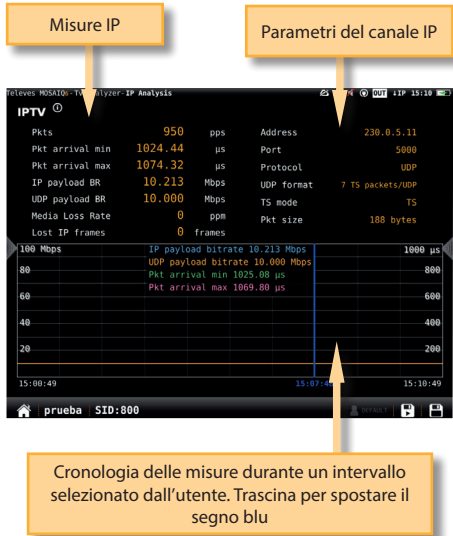 Misure IP
Parametri del canale IP
IP Analysis
OUT ↓IP 15:10
IPTV
Pkts 950 pps
Address 230.0.5.11
Pkt arrival min 1024.44 µs
Port 5000
Pkt arrival max 1074.32 µs
Protocol UDP
IP payload BR 10.213 Mbps
UDP format 7 TS packets/UDP
UDP payload BR 10.000 Mbps
TS mode TS
Media Loss Rate 0 ppm
Pkt size 188 bytes
Lost IP frames 0 frames
100 Mbps IP payload bitrate 10.213 Mbps 1000 µs
UDP payload bitrate 10.000 Mbps
80 Pkt arrival min 1025.08 µs 800
Pkt arrival max 1069.80 µs
60 600
40 400
20 200
15:00:49 15:10:49
prueba SID:800 DEFAULT
Cronologia delle misure durante un intervallo
selezionato dall’utente. Trascina per spostare il
segno blu